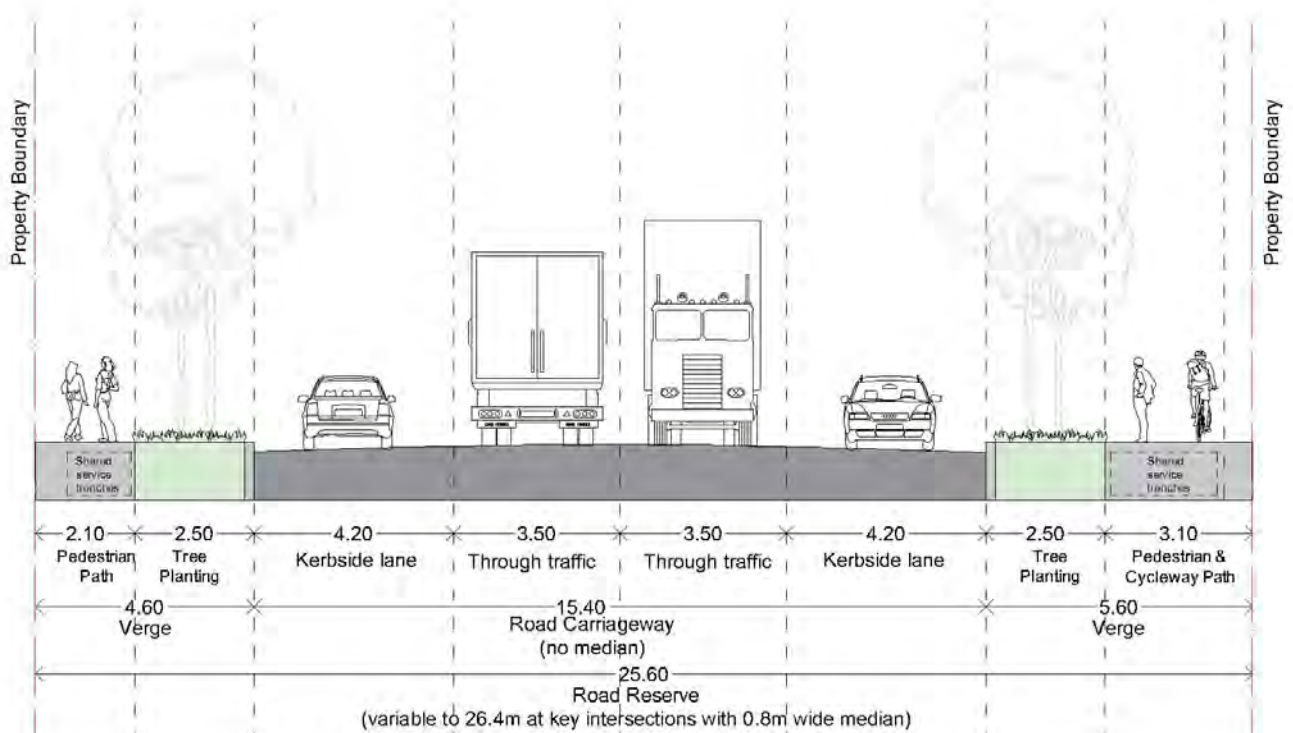 Property Boundary
Property Boundary
Shared
service
trenches
Shared
service
trenches
2.10
2.50
4.20
3.50
3.50
4.20
2.50
3.10
Pedestrian
Path
Tree
Planting
Kerbside lane
Through traffic
Through traffic
Kerbside lane
Tree
Planting
Pedestrian &
Cycleway Path
4.60
Verge
15.40
Road Carriageway
(no median)
5.60
Verge
25.60
Road Reserve
(variable to 26.4m at key intersections with 0.8m wide median)